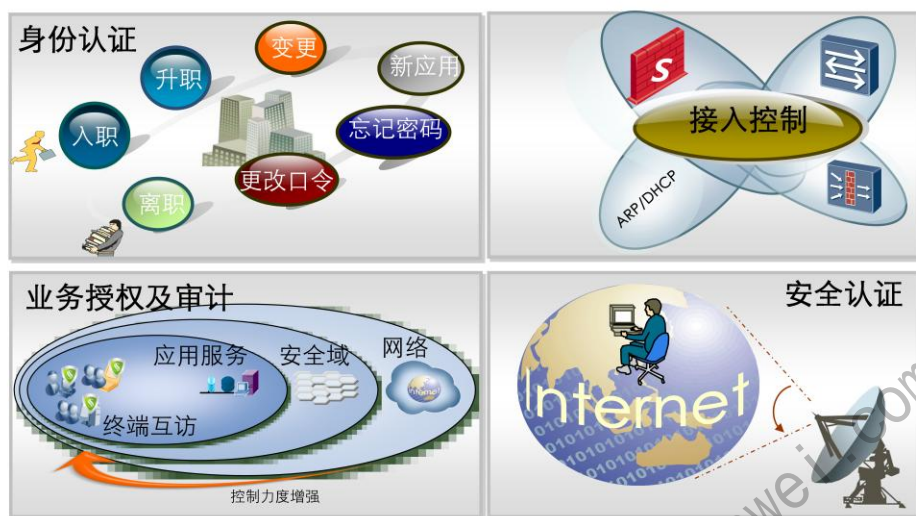 身份认证
变更
新应用
升职
忘记密码
入职
更改口令
离职
S
接入控制
ARP/DHCP
业务授权及审计
应用服务
安全域
网络
终端互访
控制力度增强
安全认证
Internet